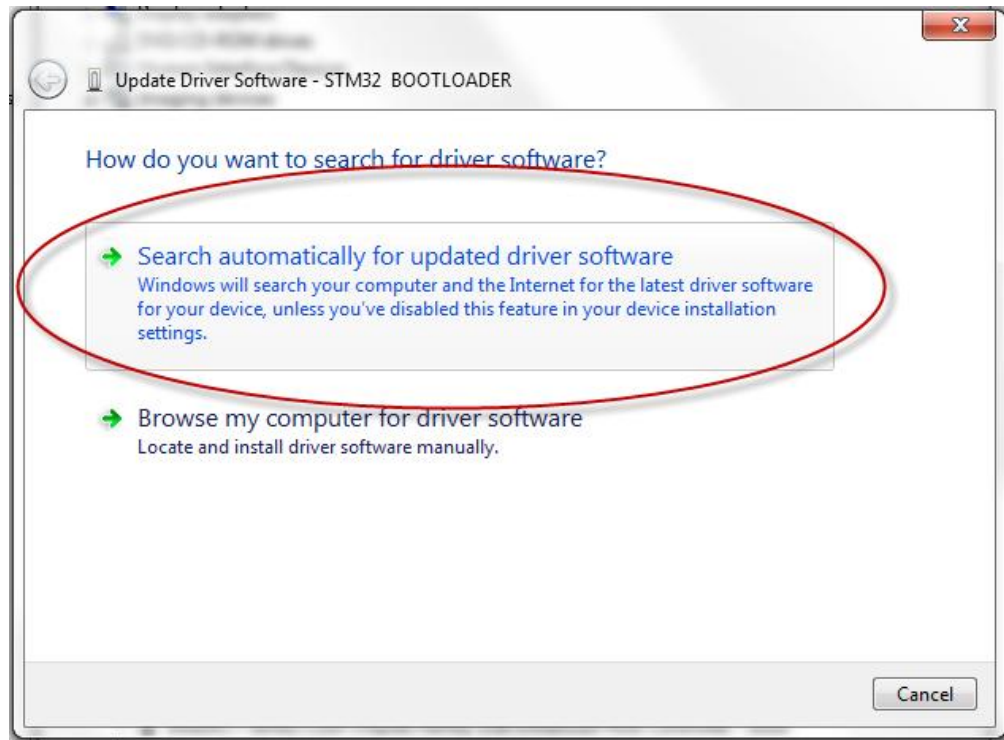 Update Driver Software - STM32 BOOTLOADER
How do you want to search for driver software?
Search automatically for updated driver software
Windows will search your computer and the Internet for the latest driver software
for your device, unless you've disabled this feature in your device installation
settings.
Browse my computer for driver software
Locate and install driver software manually.
Cancel